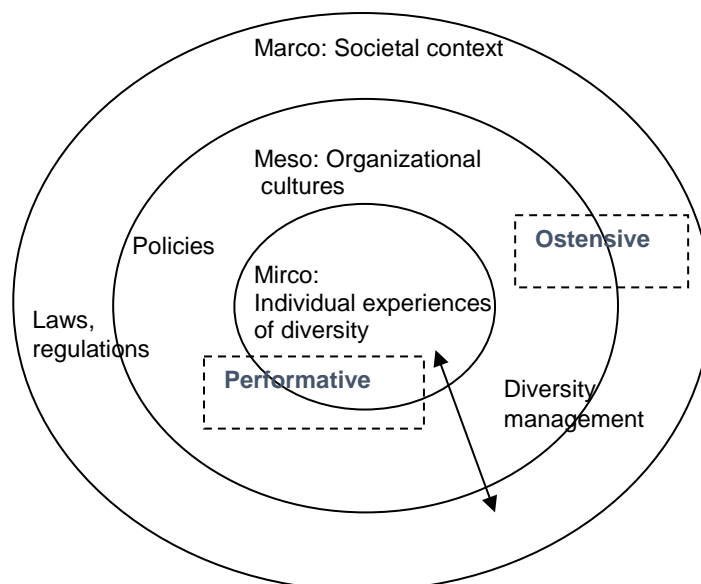 Marco: Societal context
Meso: Organizational
cultures
Ostensive
Policies
Mirco:
Individual experiences
of diversity
Laws,
regulations
Performative
Diversity
management